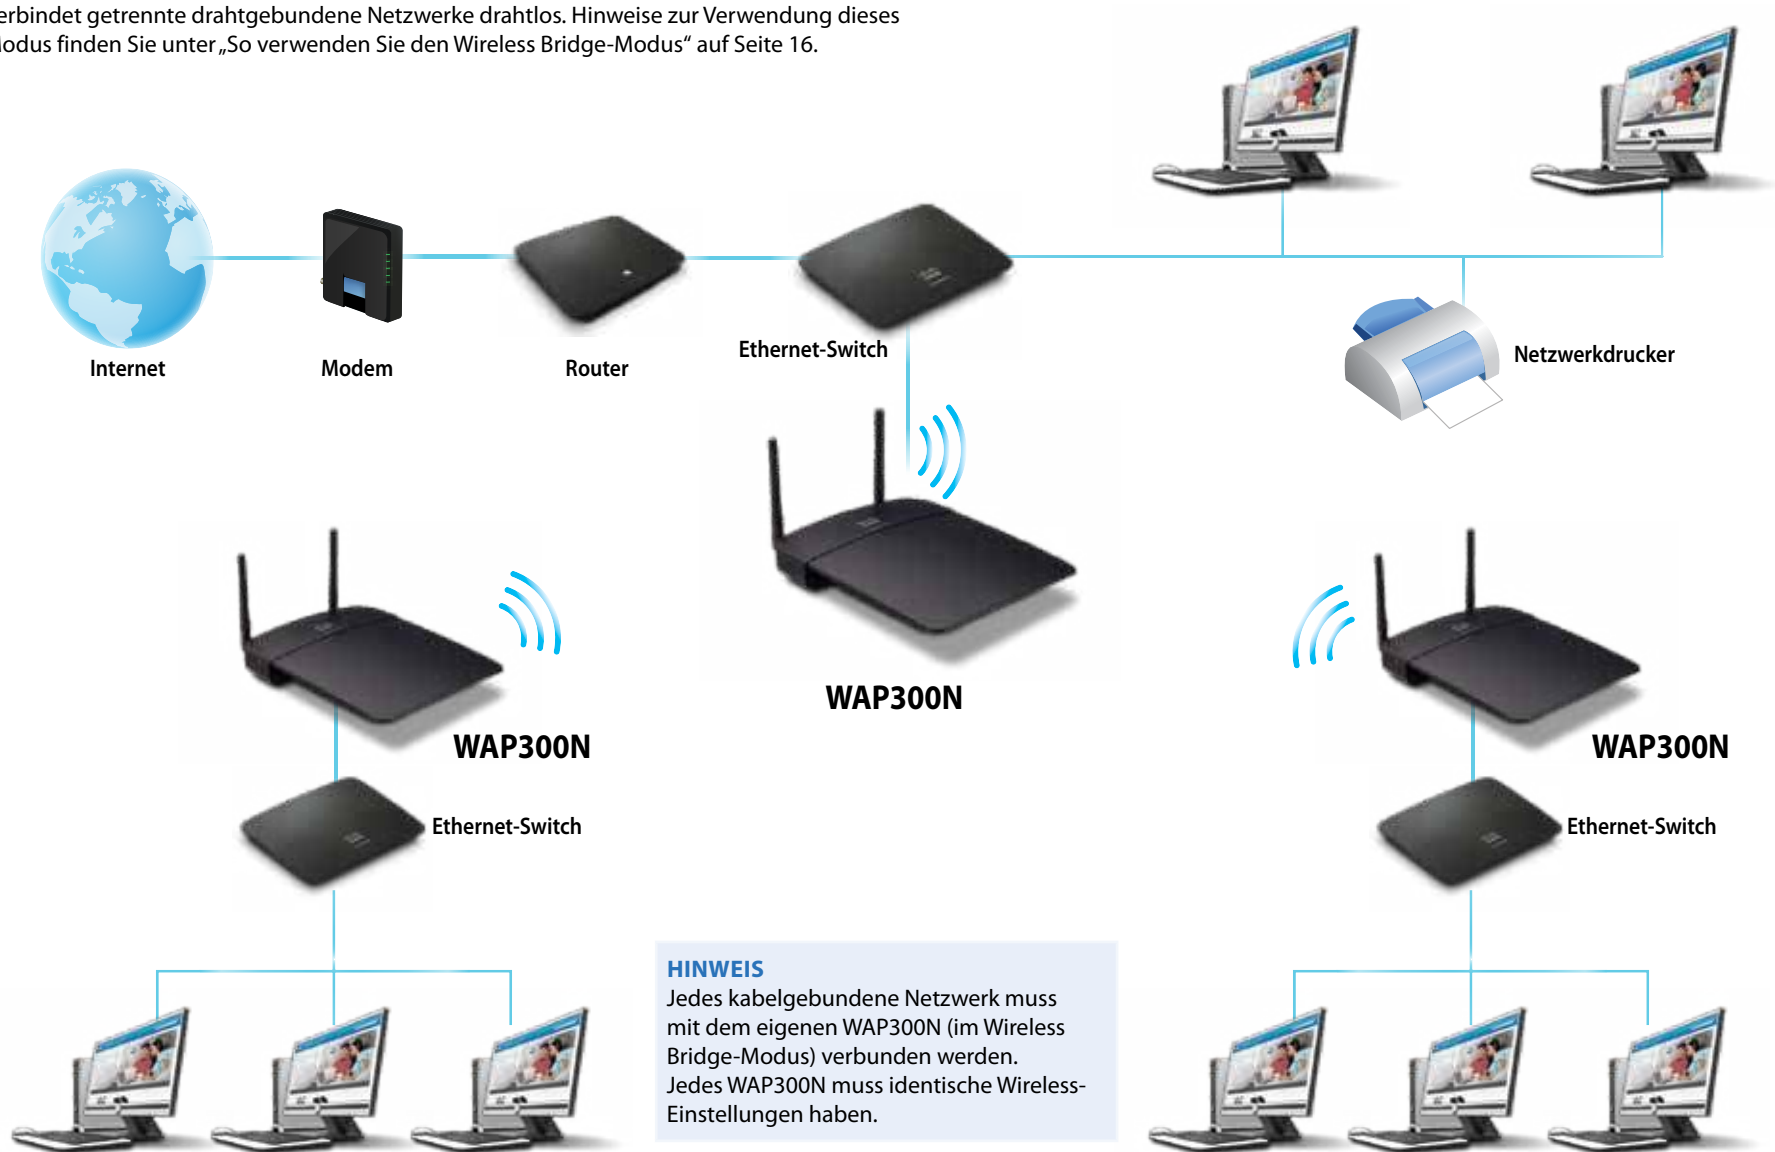 erbindet getrennte drahtgebundene Netzwerke drahtlos. Hinweise zur Verwendung dieses
odus finden Sie unter „So verwenden Sie den Wireless Bridge-Modus“ auf Seite 16.
Internet
Modem
Router
Ethernet-Switch
Netzwerkdrucker
WAP300N
WAP300N
WAP300N
Ethernet-Switch
Ethernet-Switch
HINWEIS
Jedes kabelgebundene Netzwerk muss
mit dem eigenen WAP300N (im Wireless
Bridge-Modus) verbunden werden.
Jedes WAP300N muss identische Wireless-
Einstellungen haben.